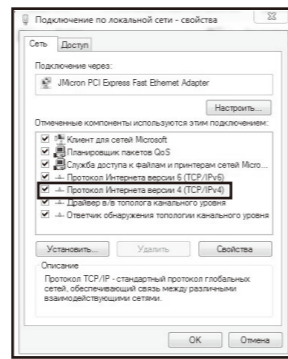 Подключение по локальной сети - свойства
Сеть Доступ
Подключение через:
JMicron PCI Express Fast Ethernet Adapter
Настроить...
Отмеченные компоненты используются этим подключением:
Клиент для сетей Microsoft
Планировщик пакетов QoS
Служба доступа к файлам и принтерам сетей Micro...
Протокол Интернета версии 6 (TCP/IPv6)
Протокол Интернета версии 4 (TCP/IPv4)
Драйвер в/в тополога канального уровня
Ответчик обнаружения топологии канального уровня
Установить... Удалить Свойства
Описание
Протокол TCP/IP - стандартный протокол глобальных
сетей, обеспечивающий связь между различными
взаимодействующими сетями.
ОК Отмена